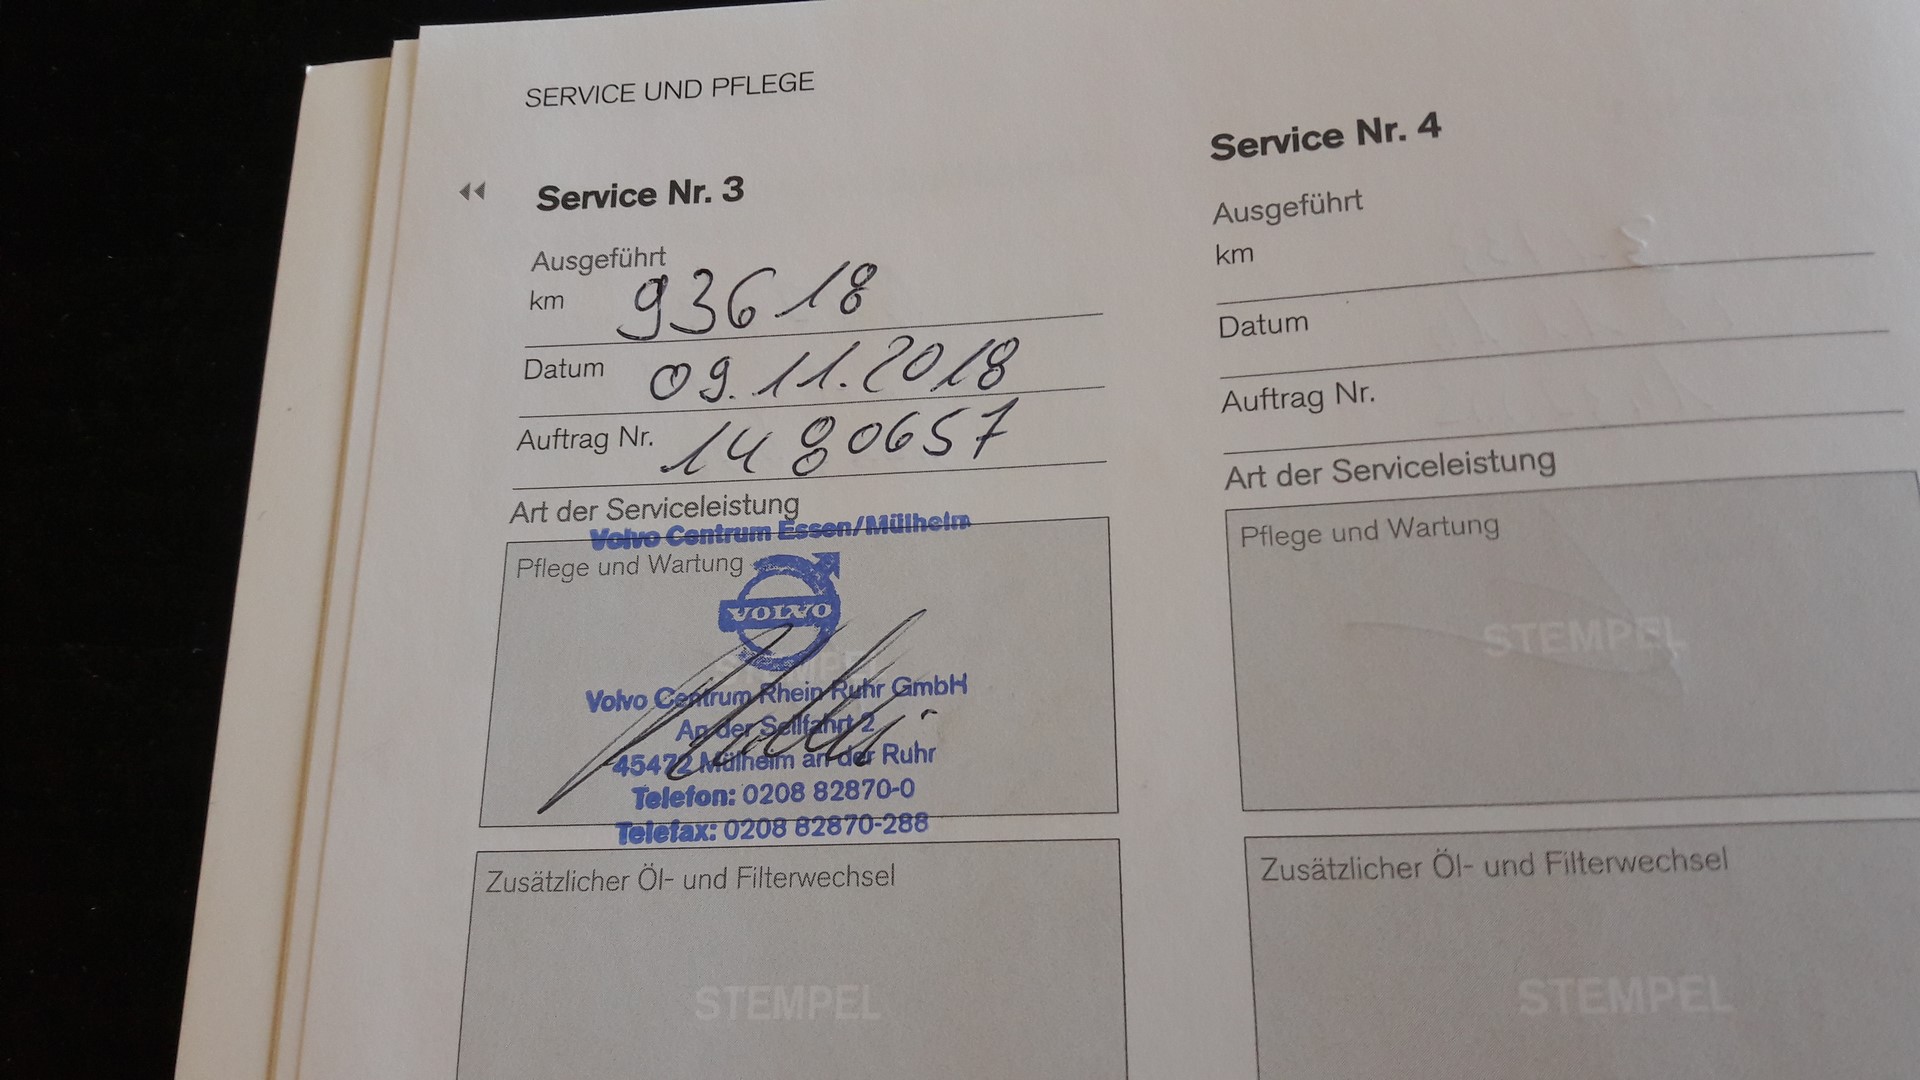 SERVICE UND PFLEGE
Service Nr. 3
Ausgeführt
km 93618
Datum 09.11.2018
Auftrag Nr. 1480657
Art der Serviceleistung
Volvo Centrum Essen/Mülheim
Pflege und Wartung
VOLVO
STEMPEL
Volvo Centrum Rhein Ruhr GmbH
An der Seilfahrt 2
45472 Mülheim an der Ruhr
Telefon: 0208 82870-0
Telefax: 0208 82870-288
Zusätzlicher Öl- und Filterwechsel
STEMPEL
Service Nr. 4
Ausgeführt
km
Datum
Auftrag Nr.
Art der Serviceleistung
Pflege und Wartung
STEMPEL
Zusätzlicher Öl- und Filterwechsel
STEMPEL